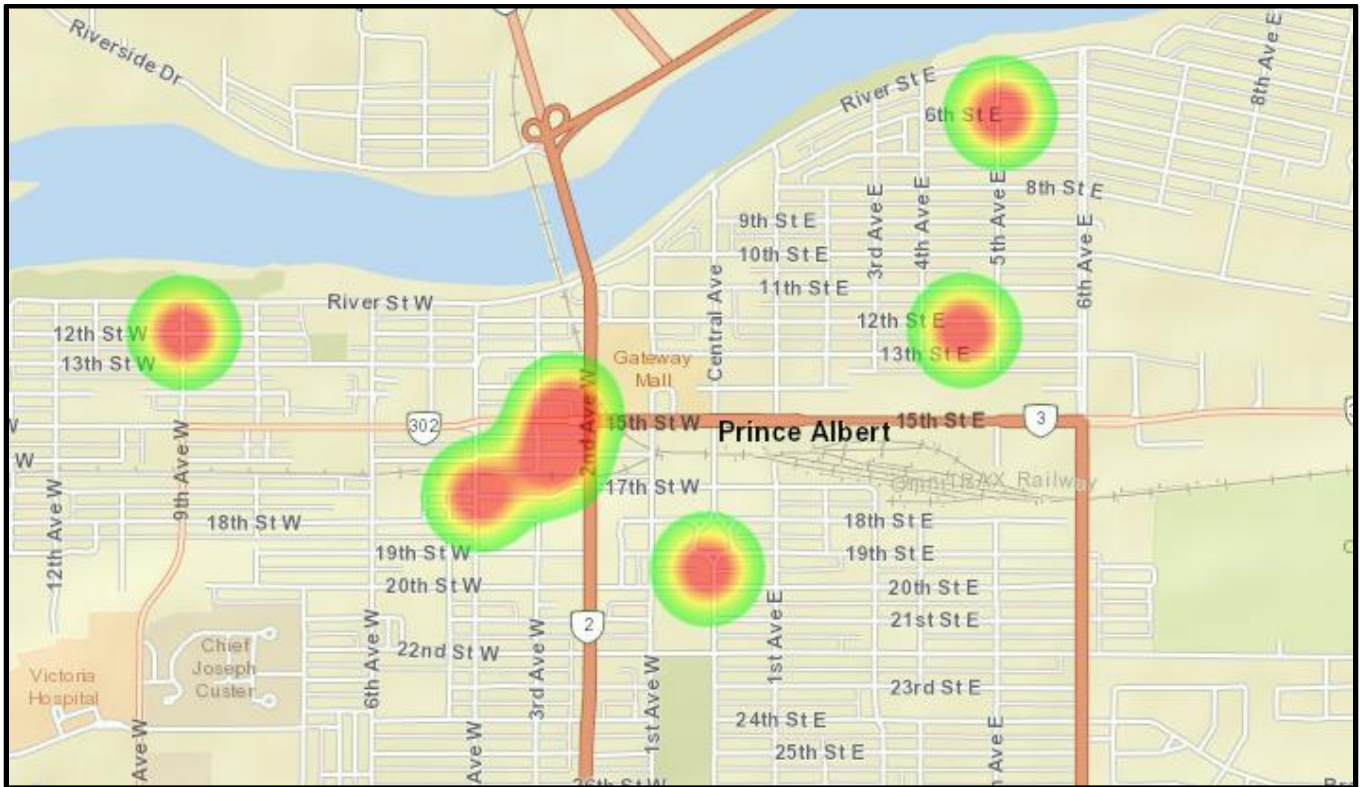 Riverside Dr
River St E
6th St E
8th Ave E
8th St E
3rd Ave E
4th Ave E
5th Ave E
6th Ave E
9th St E
10th St E
11th St E
Central Ave
River St W
12th St W
13th St W
12th St E
13th St E
Gateway
Mall
2nd Ave W
302
15th St W
Prince Albert
15th St E
3
W
W
9th Ave W
12th Ave W
OmniTRAX Railway
17th St W
18th St W
18th St E
19th St W
19th St E
20th St W
20th St E
21st St E
2
22nd St W
6th Ave W
3rd Ave W
1st Ave W
1st Ave E
Chief
Joseph
Custer
Victoria
Hospital
23rd St E
24th St E
25th St E
Ave W
Ave W
Ave E
26th St W